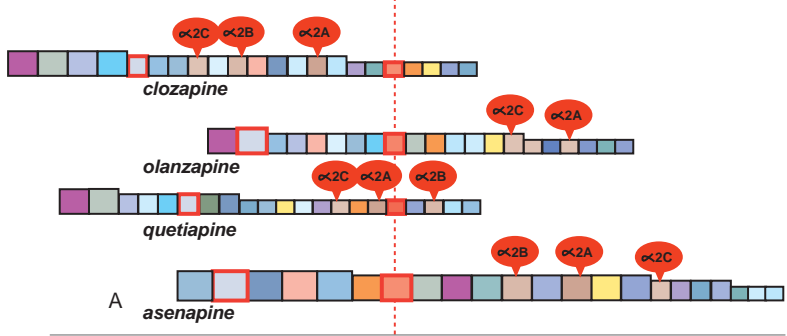 ∝2C ∝2B ∝2A
clozapine
∝2C ∝2A
olanzapine
∝2C ∝2A ∝2B
quetiapine
∝2B ∝2A ∝2C
A
asenapine